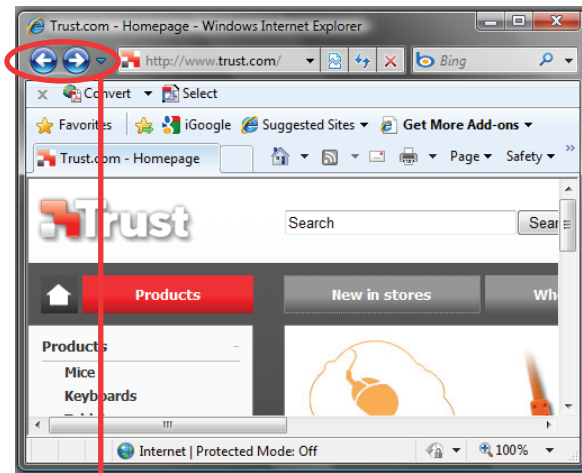 Trust.com - Homepage - Windows Internet Explorer
http://www.trust.com/ Bing
x Convert Select
Favorites iGoogle Suggested Sites Get More Add-ons
Trust.com - Homepage Page Safety »
Trust Search Sear
Products New in stores Wh
Products -
Mice
Keyboards
Internet | Protected Mode: Off 100%